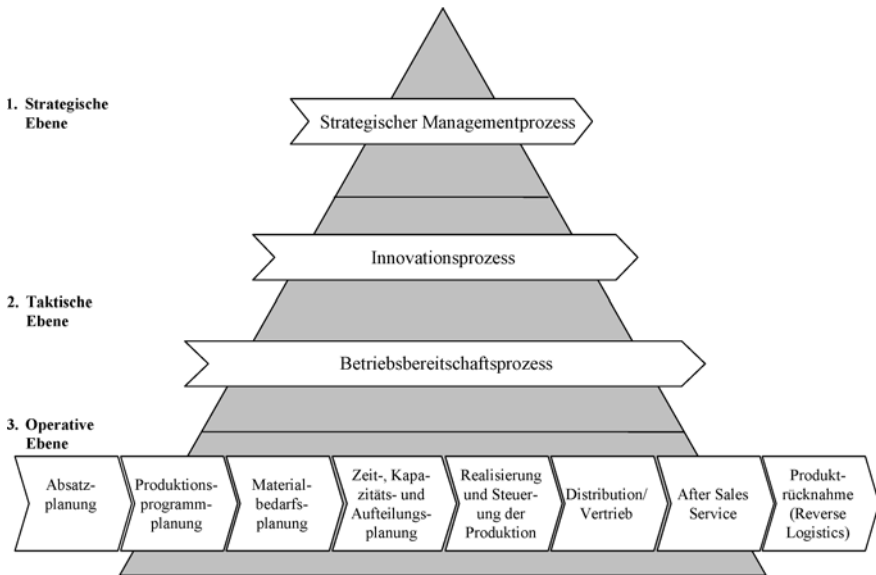 1. Strategische
Ebene
Strategischer Managementprozess
Innovationsprozess
2. Taktische
Ebene
Betriebsbereitschaftsprozess
3. Operative
Ebene
Absatz-
planung
Produktions-
programm-
planung
Material-
bedarfs-
planung
Zeit-, Kapa-
zitäts- und
Aufteilungs-
planung
Realisierung
und Steuer-
ung der
Produktion
Distribution/
Vertrieb
After Sales
Service
Produkt-
rücknahme
(Reverse
Logistics)